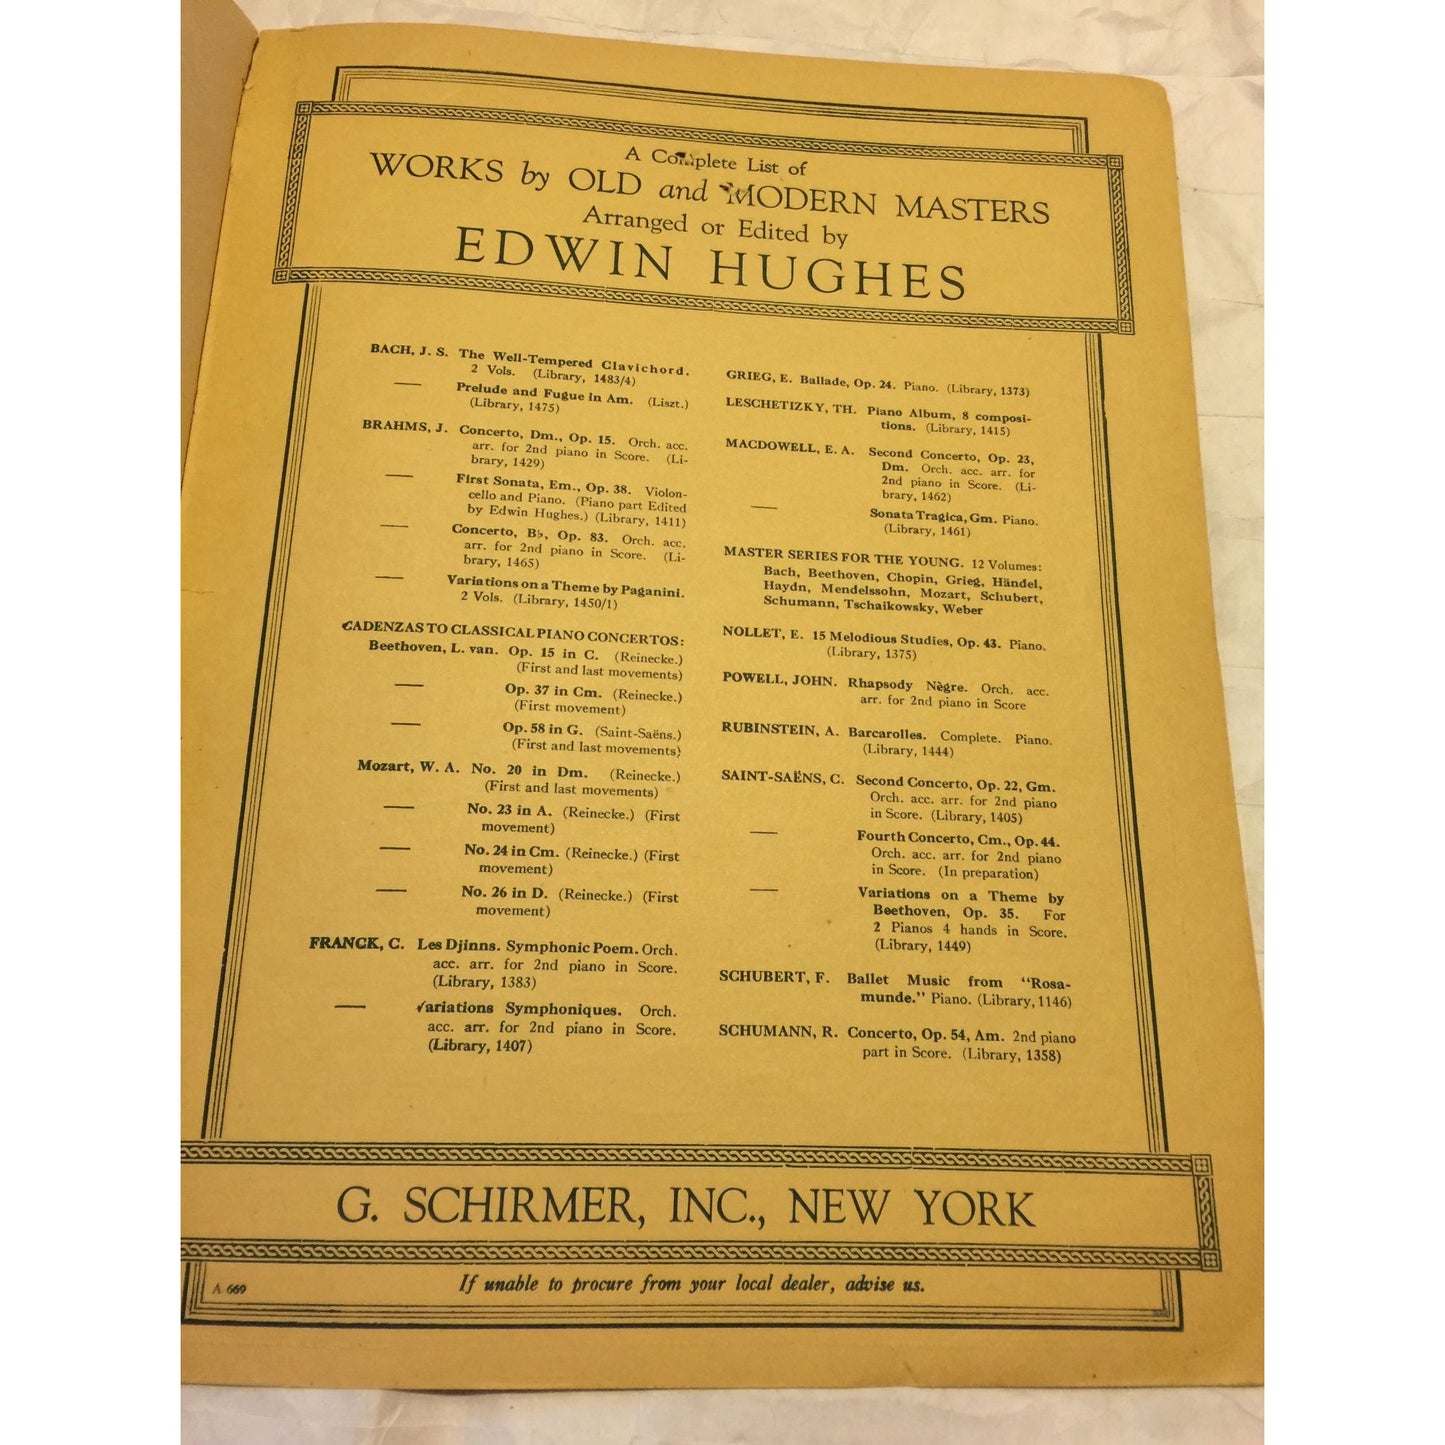 A Complete List of
WORKS by OLD and MODERN MASTERS
Arranged or Edited by
EDWIN HUGHES
BACH, J. S. The Well-Tempered Clavichord.
2 Vols. (Library, 1483/4)
— Prelude and Fugue in Am. (Liszt.)
(Library, 1475)
BRAHMS, J. Concerto, Dm., Op. 15. Orch. acc.
arr. for 2nd piano in Score. (Li-
brary, 1429)
— First Sonata, Em., Op. 38. Violon-
cello and Piano. (Piano part Edited
by Edwin Hughes.) (Library, 1411)
— Concerto, B♭, Op. 83. Orch. acc.
arr. for 2nd piano in Score. (Li-
brary, 1465)
— Variations on a Theme by Paganini.
2 Vols. (Library, 1450/1)
CADENZAS TO CLASSICAL PIANO CONCERTOS:
Beethoven, L. van. Op. 15 in C. (Reinecke.)
(First and last movements)
— Op. 37 in Cm. (Reinecke.)
(First movement)
— Op. 58 in G. (Saint-Saëns.)
(First and last movements)
Mozart, W. A. No. 20 in Dm. (Reinecke.)
(First and last movements)
— No. 23 in A. (Reinecke.) (First
movement)
— No. 24 in Cm. (Reinecke.) (First
movement)
— No. 26 in D. (Reinecke.) (First
movement)
FRANCK, C. Les Djinns. Symphonic Poem. Orch.
acc. arr. for 2nd piano in Score.
(Library, 1383)
— Variations Symphoniques. Orch.
acc. arr. for 2nd piano in Score.
(Library, 1407)
GRIEG, E. Ballade, Op. 24. Piano. (Library, 1373)
LESCHETIZKY, TH. Piano Album, 8 composi-
tions. (Library, 1415)
MACDOWELL, E. A. Second Concerto, Op. 23,
Dm. Orch. acc. arr. for
2nd piano in Score. (Li-
brary, 1462)
— Sonata Tragica, Gm. Piano.
(Library, 1461)
MASTER SERIES FOR THE YOUNG. 12 Volumes:
Bach, Beethoven, Chopin, Grieg, Händel,
Haydn, Mendelssohn, Mozart, Schubert,
Schumann, Tschaikowsky, Weber
NOLLET, E. 15 Melodious Studies, Op. 43. Piano.
(Library, 1375)
POWELL, JOHN. Rhapsody Nègre. Orch. acc.
arr. for 2nd piano in Score
RUBINSTEIN, A. Barcarolles. Complete. Piano.
(Library, 1444)
SAINT-SAËNS, C. Second Concerto, Op. 22, Gm.
Orch. acc. arr. for 2nd piano
in Score. (Library, 1405)
— Fourth Concerto, Cm., Op. 44.
Orch. acc. arr. for 2nd piano
in Score. (In preparation)
— Variations on a Theme by
Beethoven, Op. 35. For
2 Pianos 4 hands in Score.
(Library, 1449)
SCHUBERT, F. Ballet Music from "Rosa-
munde." Piano. (Library, 1146)
SCHUMANN, R. Concerto, Op. 54, Am. 2nd piano
part in Score. (Library, 1358)
G. SCHIRMER, INC., NEW YORK
A 669
If unable to procure from your local dealer, advise us.